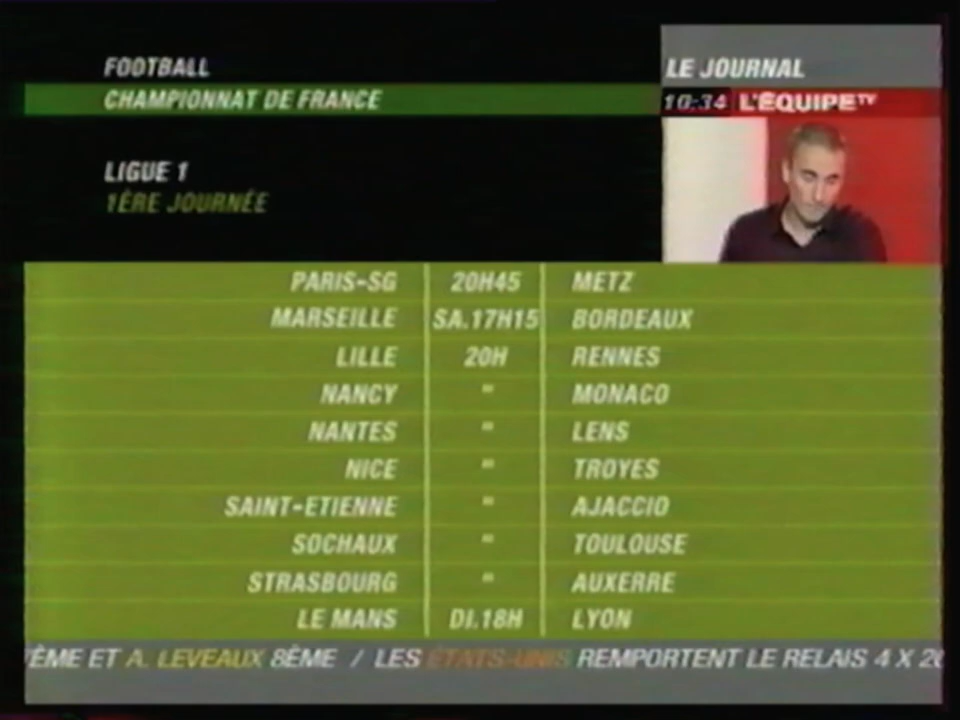 FOOTBALL
CHAMPIONNAT DE FRANCE
LE JOURNAL
10:34 L'ÉQUIPE TV
LIGUE 1
1ÈRE JOURNÉE
PARIS-SG 20H45 METZ
MARSEILLE SA.17H15 BORDEAUX
LILLE 20H RENNES
NANCY " MONACO
NANTES " LENS
NICE " TROYES
SAINT-ETIENNE " AJACCIO
SOCHAUX " TOULOUSE
STRASBOURG " AUXERRE
LE MANS DI.18H LYON
ÈME ET A. LEVEAUX 8ÈME / LES ÉTATS-UNIS REMPORTENT LE RELAIS 4 X